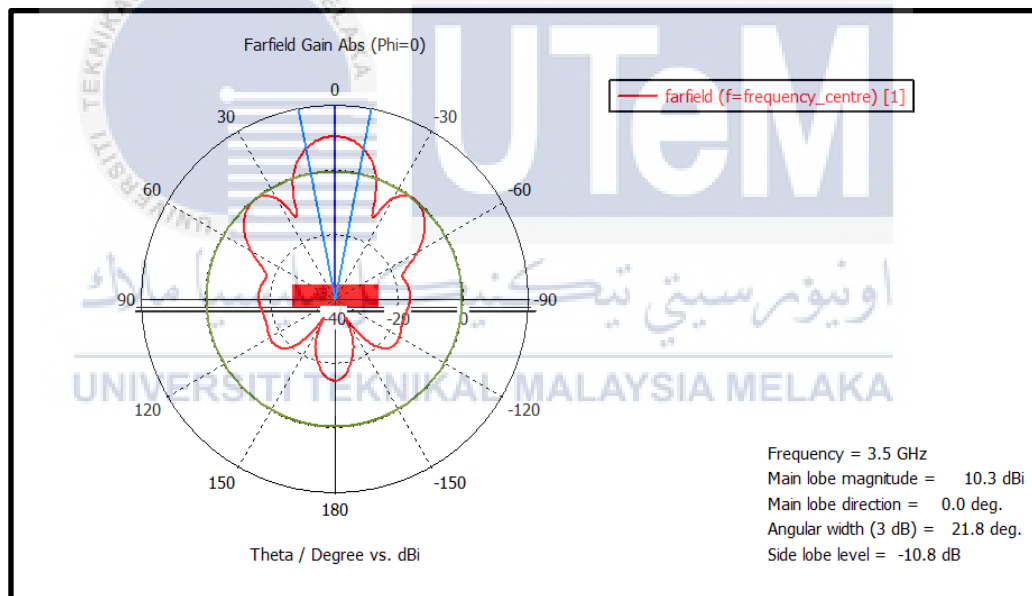 Farfield Gain Abs (Phi=0)
farfield (f=frequency_centre) [1]
0
30 -30
60 -60
90 -40 -20 0 -90
120 -120
150 -150
180
Theta / Degree vs. dBi
Frequency = 3.5 GHz
Main lobe magnitude = 10.3 dBi
Main lobe direction = 0.0 deg.
Angular width (3 dB) = 21.8 deg.
Side lobe level = -10.8 dB
UTeM
اونيۏرسيتي تيكنيكل مليسيا ملاك
UNIVERSITI TEKNIKAL MALAYSIA MELAKA